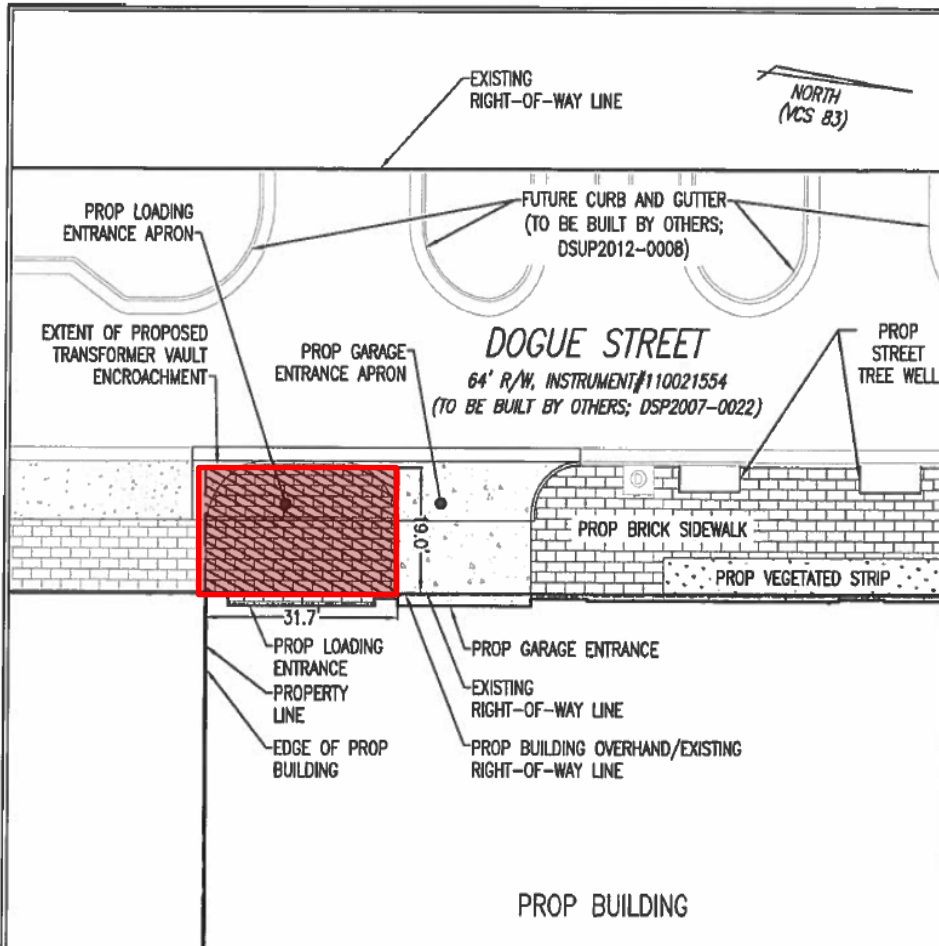 EXISTING
RIGHT-OF-WAY LINE
NORTH
(VCS 83)
PROP LOADING
ENTRANCE APRON
FUTURE CURB AND GUTTER
(TO BE BUILT BY OTHERS;
DSUP2012-0008)
EXTENT OF PROPOSED
TRANSFORMER VAULT
ENCROACHMENT
PROP GARAGE
ENTRANCE APRON
DOGUE STREET
64' R/W, INSTRUMENT#110021554
(TO BE BUILT BY OTHERS; DSP2007-0022)
PROP
STREET
TREE WELL
19.0'
PROP BRICK SIDEWALK
PROP VEGETATED STRIP
31.7'
PROP LOADING
ENTRANCE
PROPERTY
LINE
EDGE OF PROP
BUILDING
PROP GARAGE ENTRANCE
EXISTING
RIGHT-OF-WAY LINE
PROP BUILDING OVERHAND/EXISTING
RIGHT-OF-WAY LINE
PROP BUILDING